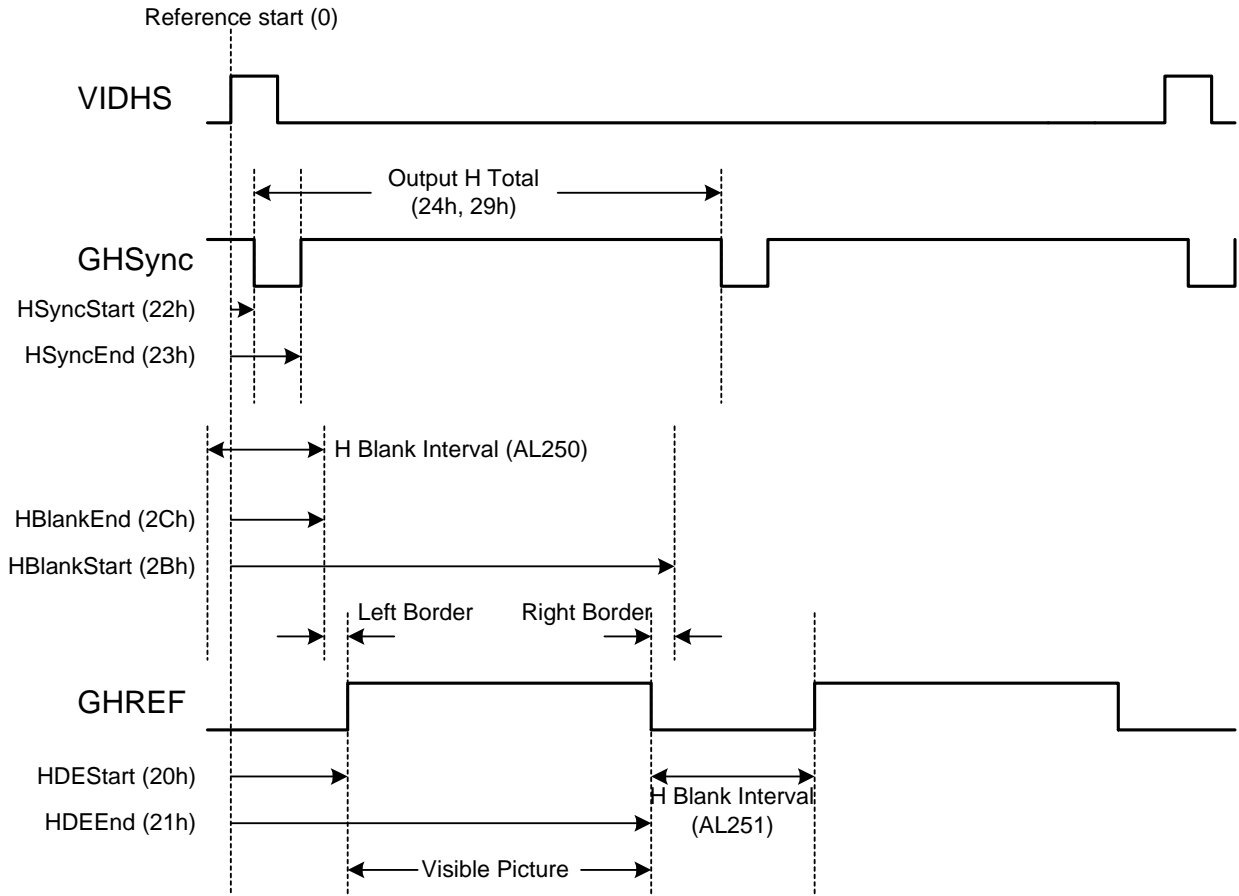 Reference start (0)
VIDHS
Output H Total
(24h, 29h)
GHSync
HSyncStart (22h)
HSyncEnd (23h)
H Blank Interval (AL250)
HBlankEnd (2Ch)
HBlankStart (2Bh)
Left Border
Right Border
GHREF
HDEStart (20h)
H Blank Interval
(AL251)
HDEEnd (21h)
Visible Picture